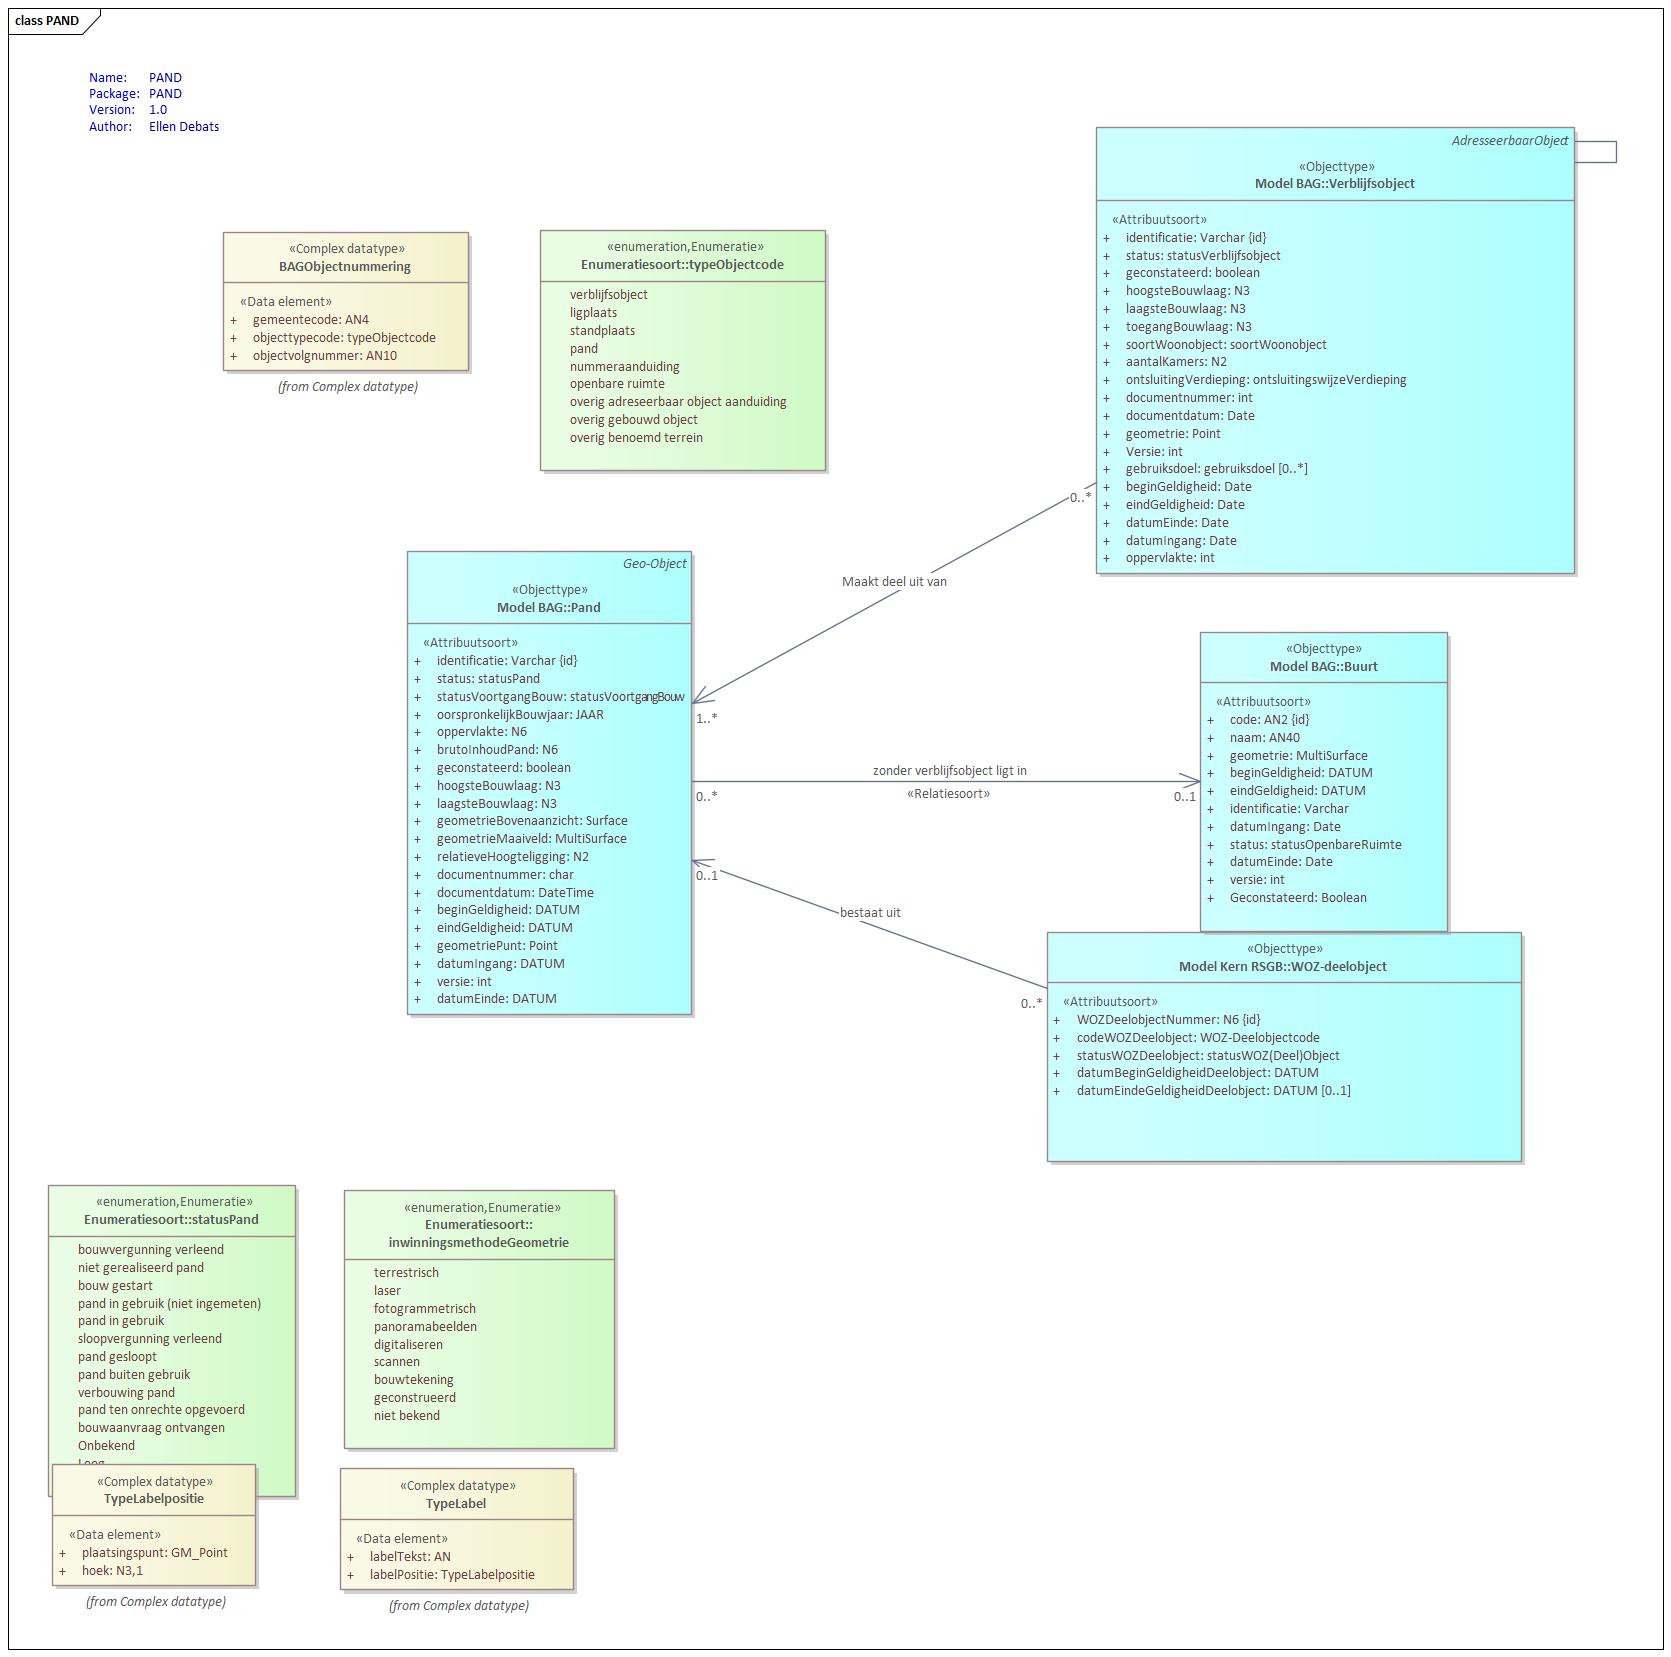 class PAND
Name: PAND
Package: PAND
Version: 1.0
Author: Ellen Debats
AdresseerbaarObject
«Objecttype»
Model BAG::Verblijfsobject
«Attribuutsoort»
+ identificatie: Varchar {id}
+ status: statusVerblijfsobject
+ geconstateerd: boolean
+ hoogsteBouwlaag: N3
+ laagsteBouwlaag: N3
+ toegangBouwlaag: N3
+ soortWoonobject: soortWoonobject
+ aantalKamers: N2
+ ontsluitingVerdieping: ontsluitingswijzeVerdieping
+ documentnummer: int
+ documentdatum: Date
+ geometrie: Point
+ Versie: int
+ gebruiksdoel: gebruiksdoel [0..*]
+ beginGeldigheid: Date
+ eindGeldigheid: Date
+ datumEinde: Date
+ datumIngang: Date
+ oppervlakte: int
«Complex datatype»
BAGObjectnummering
«Data element»
+ gemeentecode: AN4
+ objecttypecode: typeObjectcode
+ objectvolgnummer: AN10
(from Complex datatype)
«enumeration,Enumeratie»
Enumeratiesoort::typeObjectcode
verblijfsobject
ligplaats
standplaats
pand
nummeraanduiding
openbare ruimte
overig adreseerbaar object aanduiding
overig gebouwd object
overig benoemd terrein
0..*
Maakt deel uit van
1..*
Geo-Object
«Objecttype»
Model BAG::Pand
«Attribuutsoort»
+ identificatie: Varchar {id}
+ status: statusPand
+ statusVoortgangBouw: statusVoortgangBouw
+ oorspronkelijkBouwjaar: JAAR
+ oppervlakte: N6
+ brutoInhoudPand: N6
+ geconstateerd: boolean
+ hoogsteBouwlaag: N3
+ laagsteBouwlaag: N3
+ geometrieBovenaanzicht: Surface
+ geometrieMaaiveld: MultiSurface
+ relatieveHoogteligging: N2
+ documentnummer: char
+ documentdatum: DateTime
+ beginGeldigheid: DATUM
+ eindGeldigheid: DATUM
+ geometriePunt: Point
+ datumIngang: DATUM
+ versie: int
+ datumEinde: DATUM
zonder verblijfsobject ligt in
«Relatiesoort»
0..*
0..1
«Objecttype»
Model BAG::Buurt
«Attribuutsoort»
+ code: AN2 {id}
+ naam: AN40
+ geometrie: MultiSurface
+ beginGeldigheid: DATUM
+ eindGeldigheid: DATUM
+ identificatie: Varchar
+ datumingang: Date
+ status: statusOpenbareRuimte
+ datumEinde: Date
+ versie: int
+ Geconstateerd: Boolean
0..1
bestaat uit
0..*
«Objecttype»
Model Kern RSGB::WOZ-deelobject
«Attribuutsoort»
+ WOZDeelobjectNummer: N6 {id}
+ codeWOZDeelobject: WOZ-Deelobjectcode
+ statusWOZDeelobject: statusWOZ(Deel)Object
+ datumBeginGeldigheidDeelobject: DATUM
+ datumEindeGeldigheidDeelobject: DATUM [0..1]
«enumeration,Enumeratie»
Enumeratiesoort::statusPand
bouwvergunning verleend
niet gerealiseerd pand
bouw gestart
pand in gebruik (niet ingemeten)
pand in gebruik
sloopvergunning verleend
pand gesloopt
pand buiten gebruik
verbouwing pand
pand ten onrechte opgevoerd
bouwaanvraag ontvangen
Onbekend
«enumeration,Enumeratie»
Enumeratiesoort::
inwinningsmethodeGeometrie
terrestrisch
laser
fotogrammetrisch
panoramabeelden
digitaliseren
scannen
bouwtekening
geconstrueerd
niet bekend
«Complex datatype»
TypeLabelpositie
«Data element»
+ plaatsingspunt: GM_Point
+ hoek: N3,1
(from Complex datatype)
«Complex datatype»
TypeLabel
«Data element»
+ labelTekst: AN
+ labelPositie: TypeLabelpositie
(from Complex datatype)